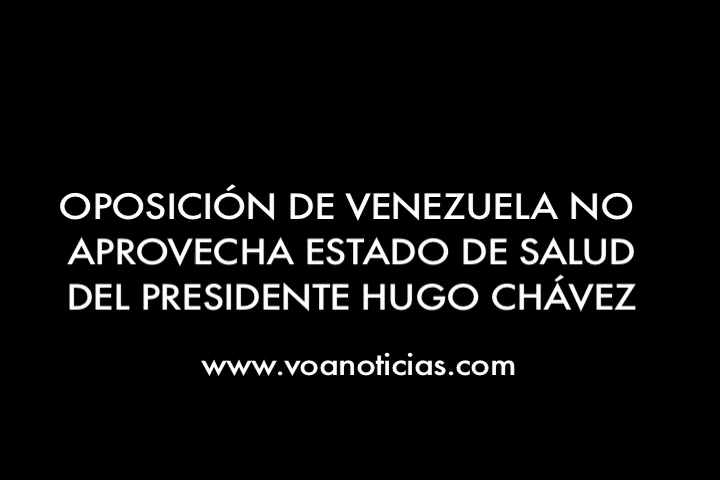 OPOSICIÓN DE VENEZUELA NO
APROVECHA ESTADO DE SALUD
DEL PRESIDENTE HUGO CHÁVEZ
www.voanoticias.com